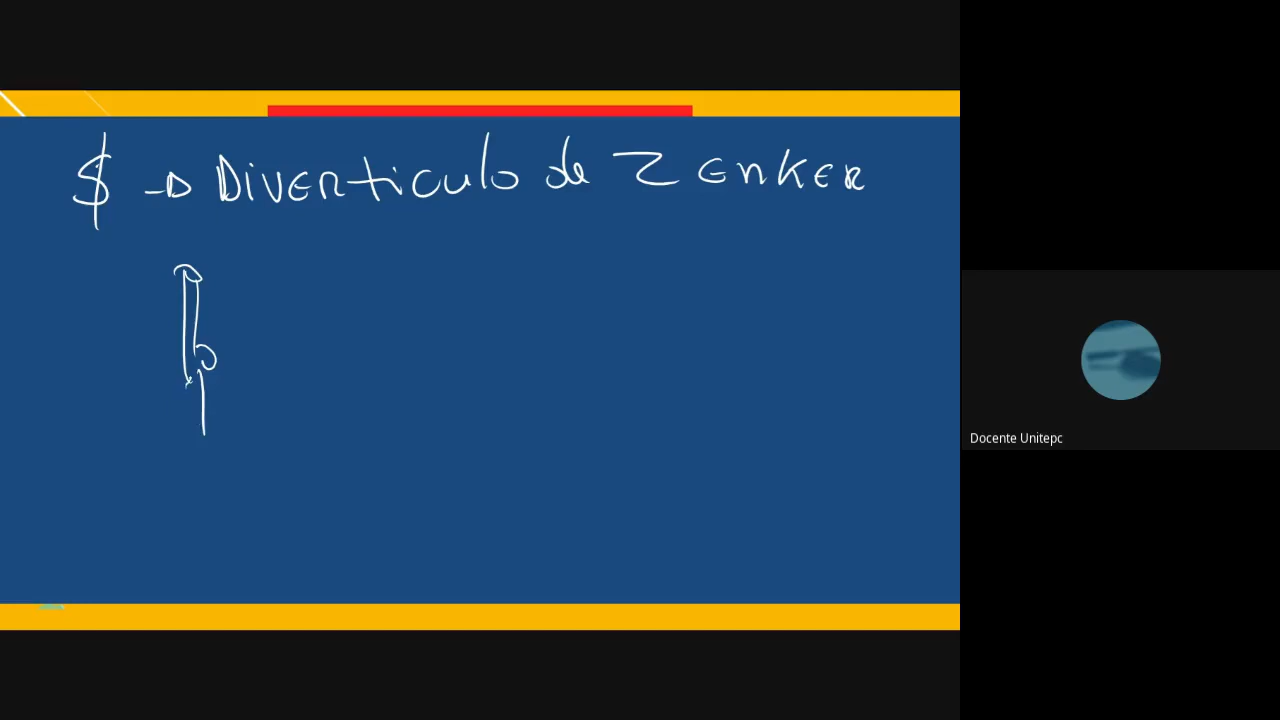 $ → Diverticulo de Zenker
Docente Unitepc